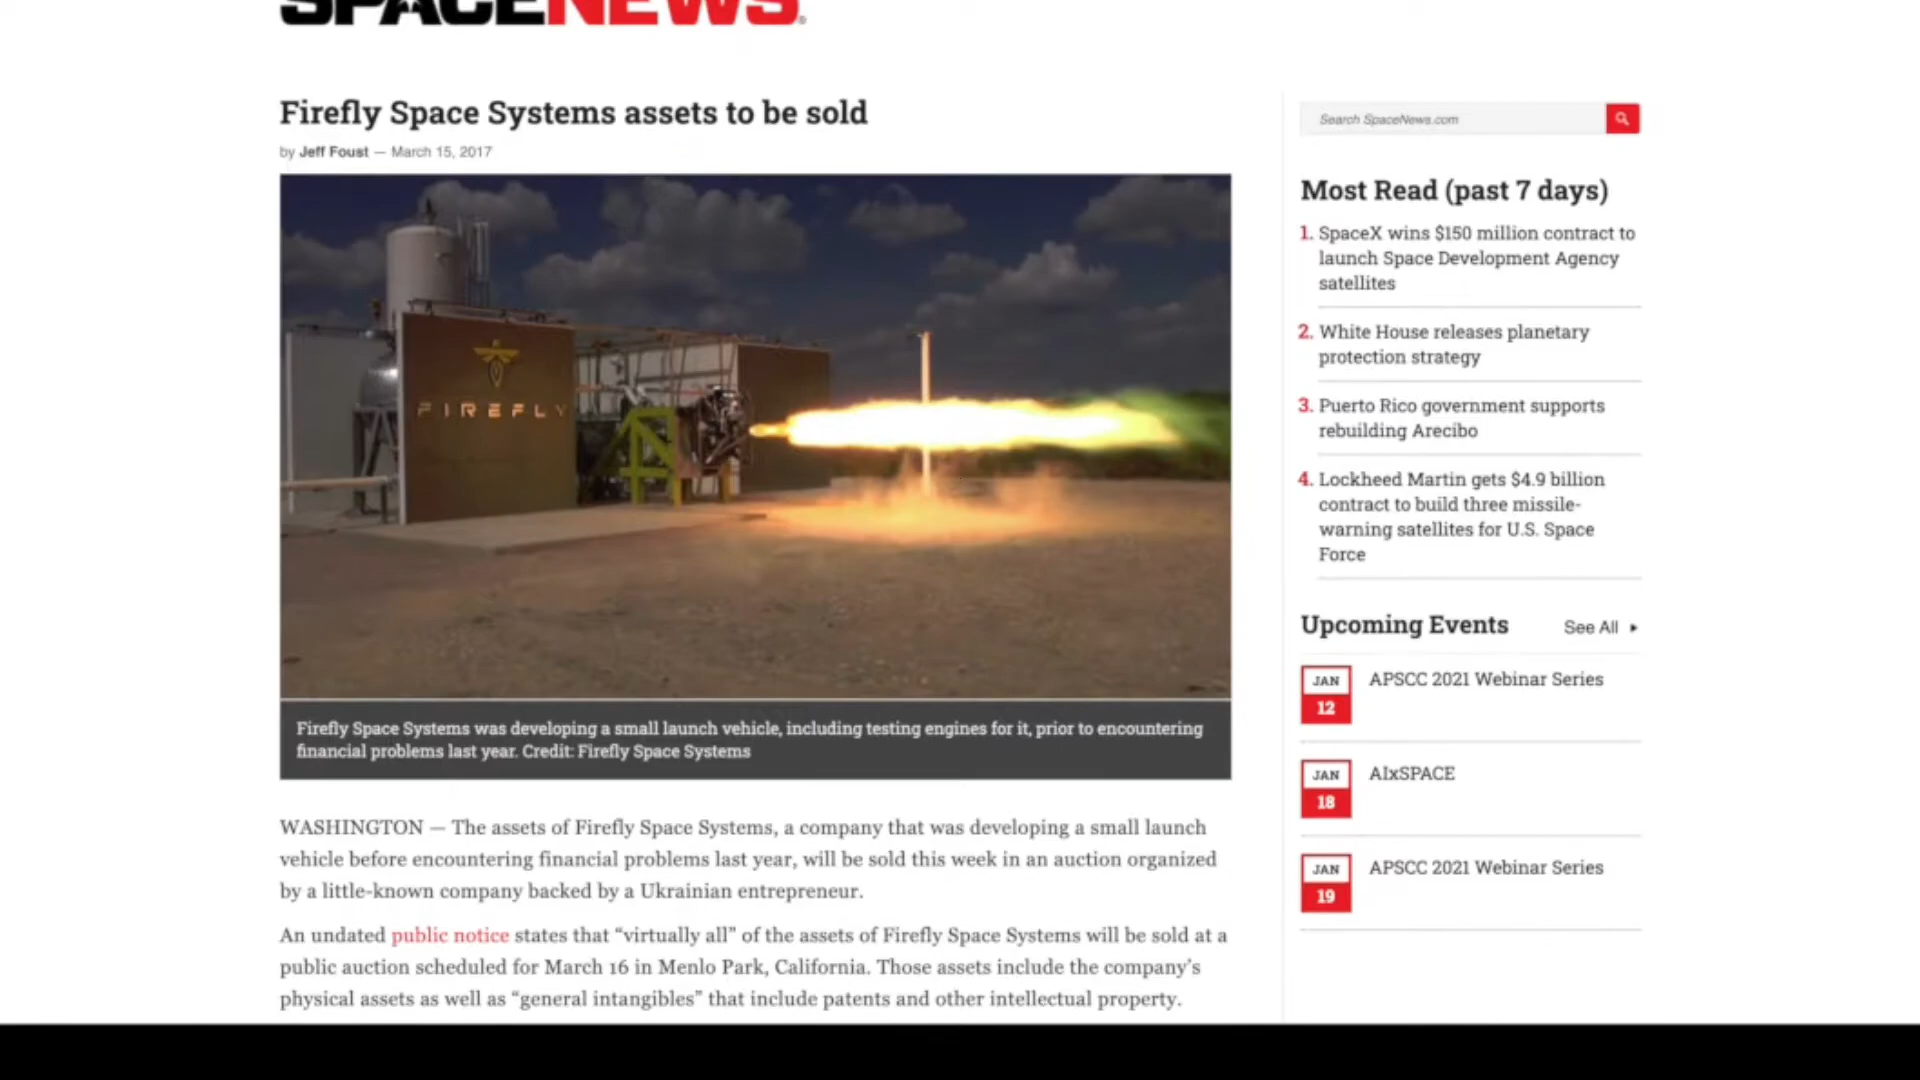 SPACENEWS®
Firefly Space Systems assets to be sold
by Jeff Foust — March 15, 2017
FIREFLY
Firefly Space Systems was developing a small launch vehicle, including testing engines for it, prior to encountering
financial problems last year. Credit: Firefly Space Systems
WASHINGTON — The assets of Firefly Space Systems, a company that was developing a small launch
vehicle before encountering financial problems last year, will be sold this week in an auction organized
by a little-known company backed by a Ukrainian entrepreneur.
An undated public notice states that “virtually all” of the assets of Firefly Space Systems will be sold at a
public auction scheduled for March 16 in Menlo Park, California. Those assets include the company’s
physical assets as well as “general intangibles” that include patents and other intellectual property.
Search SpaceNews.com
Most Read (past 7 days)
1. SpaceX wins $150 million contract to
launch Space Development Agency
satellites
2. White House releases planetary
protection strategy
3. Puerto Rico government supports
rebuilding Arecibo
4. Lockheed Martin gets $4.9 billion
contract to build three missile-
warning satellites for U.S. Space
Force
Upcoming Events See All
JAN
12
APSCC 2021 Webinar Series
JAN
18
AIxSPACE
JAN
19
APSCC 2021 Webinar Series